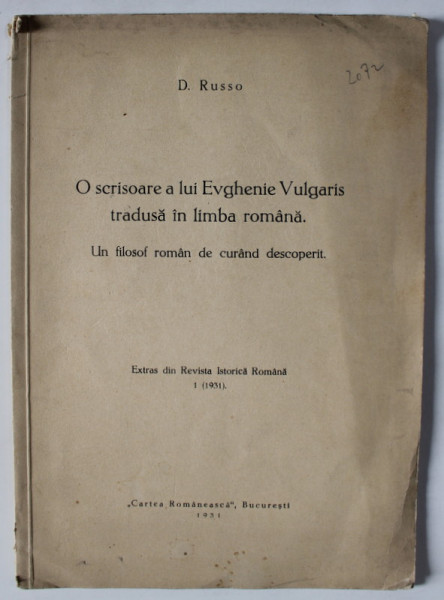 2072
D. Russo
O scrisoare a lui Evghenie Vulgaris
tradusă în limba română.
Un filosof român de curând descoperit.
Extras din Revista Istorică Română
1 (1931).
„Cartea Românească", București
1931